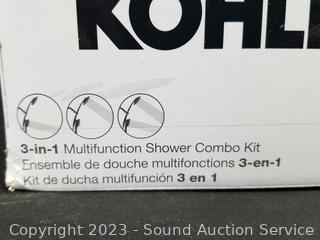 KOHL
3-in-1 Multifunction Shower Combo Kit
Ensemble de douche multifonctions 3-en-1
Kit de ducha multifunción 3 en 1
Copyright 2023 - Sound Auction Service